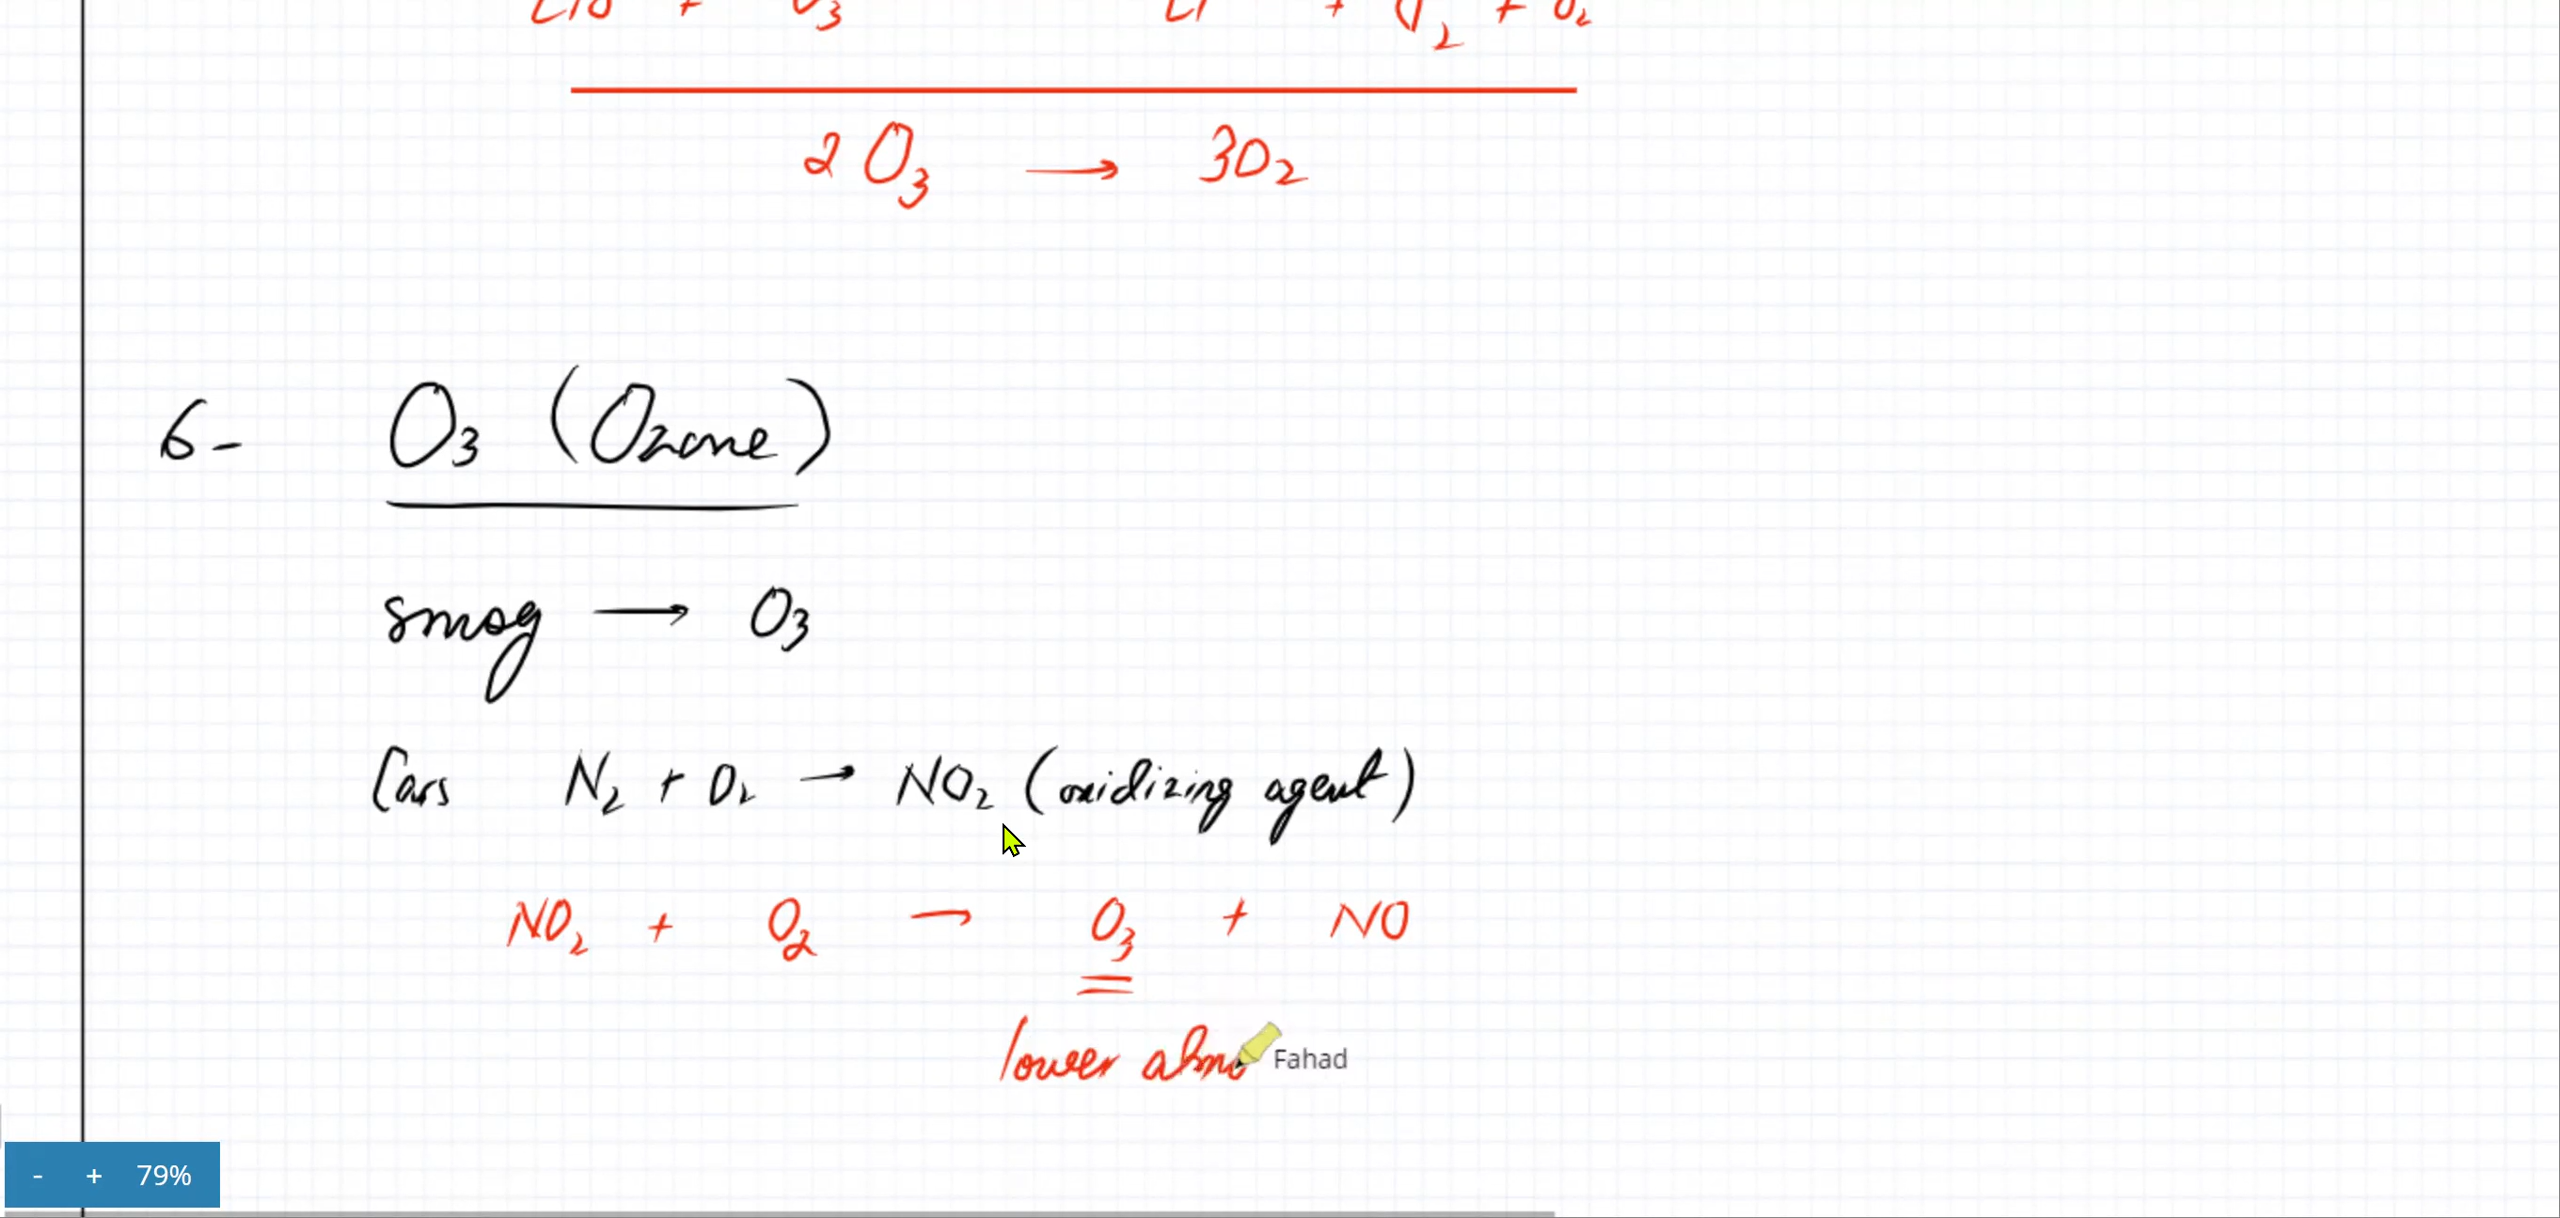 2 O₃ → 3O₂
6- O₃ (Ozone)
smog → O₃
Cars N₂ + O₂ → NO₂ (oxidizing agent)
NO₂ + O₂ → O₃ + NO
lower
Fahad
- + 79%